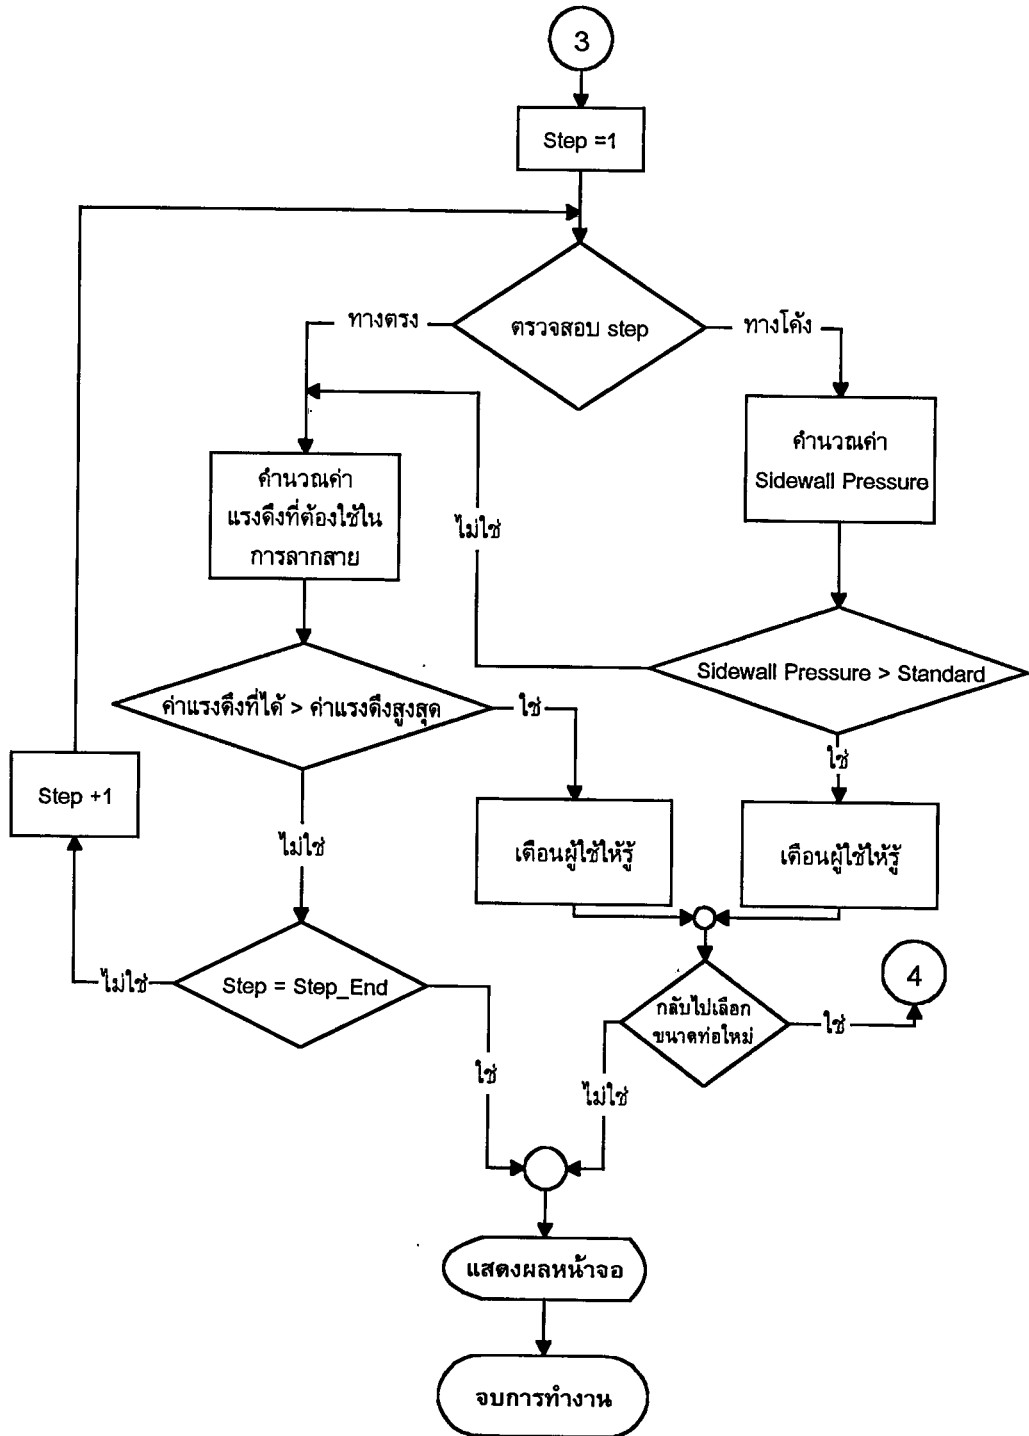 3
Step =1
ตรวจสอบ step
ทางตรง
ทางโค้ง
คำนวณค่า
Sidewall Pressure
คำนวณค่า
แรงดึงที่ต้องใช้ใน
การลากสาย
ไม่ใช่
Sidewall Pressure > Standard
ค่าแรงดึงที่ได้ > ค่าแรงดึงสูงสุด
ใช่
ใช่
Step +1
ไม่ใช่
เตือนผู้ใช้ให้รู้
เตือนผู้ใช้ให้รู้
ไม่ใช่
Step = Step_End
4
กลับไปเลือก
ขนาดท่อใหม่
ใช่
ใช่
ไม่ใช่
แสดงผลหน้าจอ
จบการทำงาน